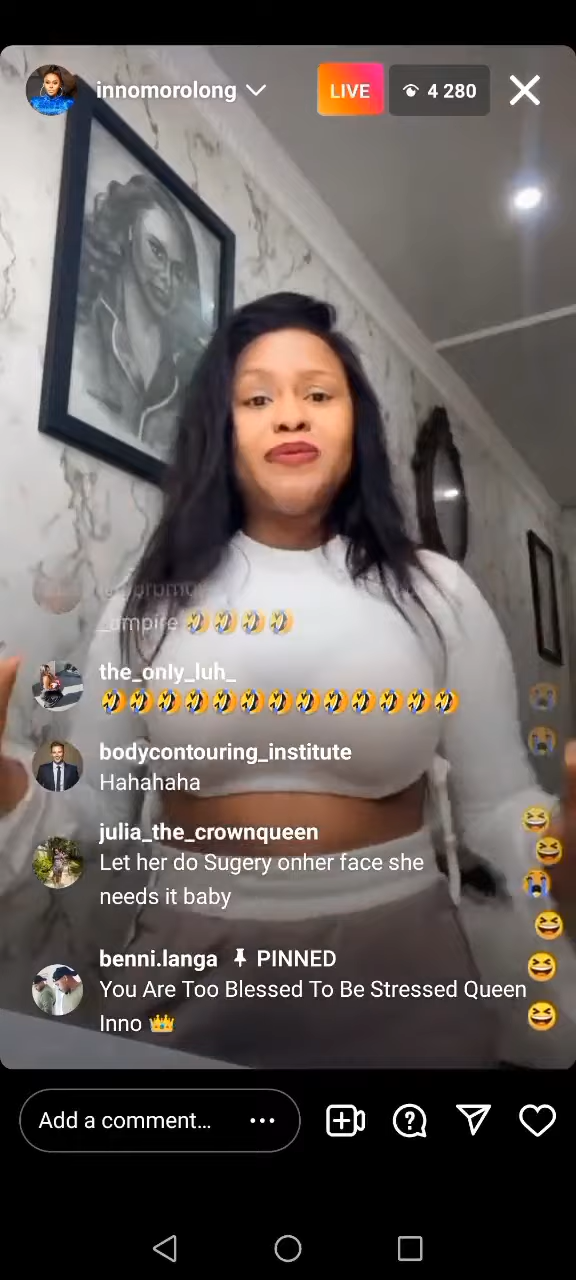 innomorolong
LIVE
4 280
_ampire 🤣🤣🤣🤣
the_only_luh_
🤣🤣🤣🤣🤣🤣🤣🤣🤣🤣🤣🤣🤣
bodycontouring_institute
Hahahaha
julia_the_crownqueen
Let her do Sugery onher face she
needs it baby
benni.langa PINNED
You Are Too Blessed To Be Stressed Queen
Inno 👑
Add a comment...